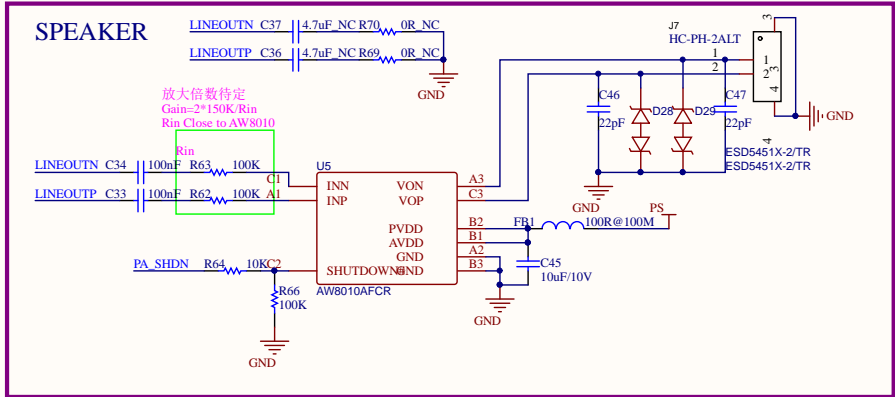 SPEAKER
LINEOUTN C37 4.7uF_NC R70 0R_NC
LINEOUTP C36 4.7uF_NC R69 0R_NC
GND
J7
HC-PH-2ALT
3
1 1
2 2
3
4
4
GND
C46
22pF
D28
D29
C47
22pF
4
ESD5451X-2/TR
ESD5451X-2/TR
GND
放大倍数待定
Gain=2*150K/Rin
Rin Close to AW8010
Rin
LINEOUTN C34 100nF R63 100K C1
LINEOUTP C33 100nF R62 100K A1
U5
INN VON A3
INP VOP C3
PVDD B2
AVDD B1
GND A2
SHUTDOWN GND B3
AW8010AFCR
FB1 100R@100M PS
C45
10uF/10V
GND
PA_SHDN R64 10K C2
R66
100K
GND